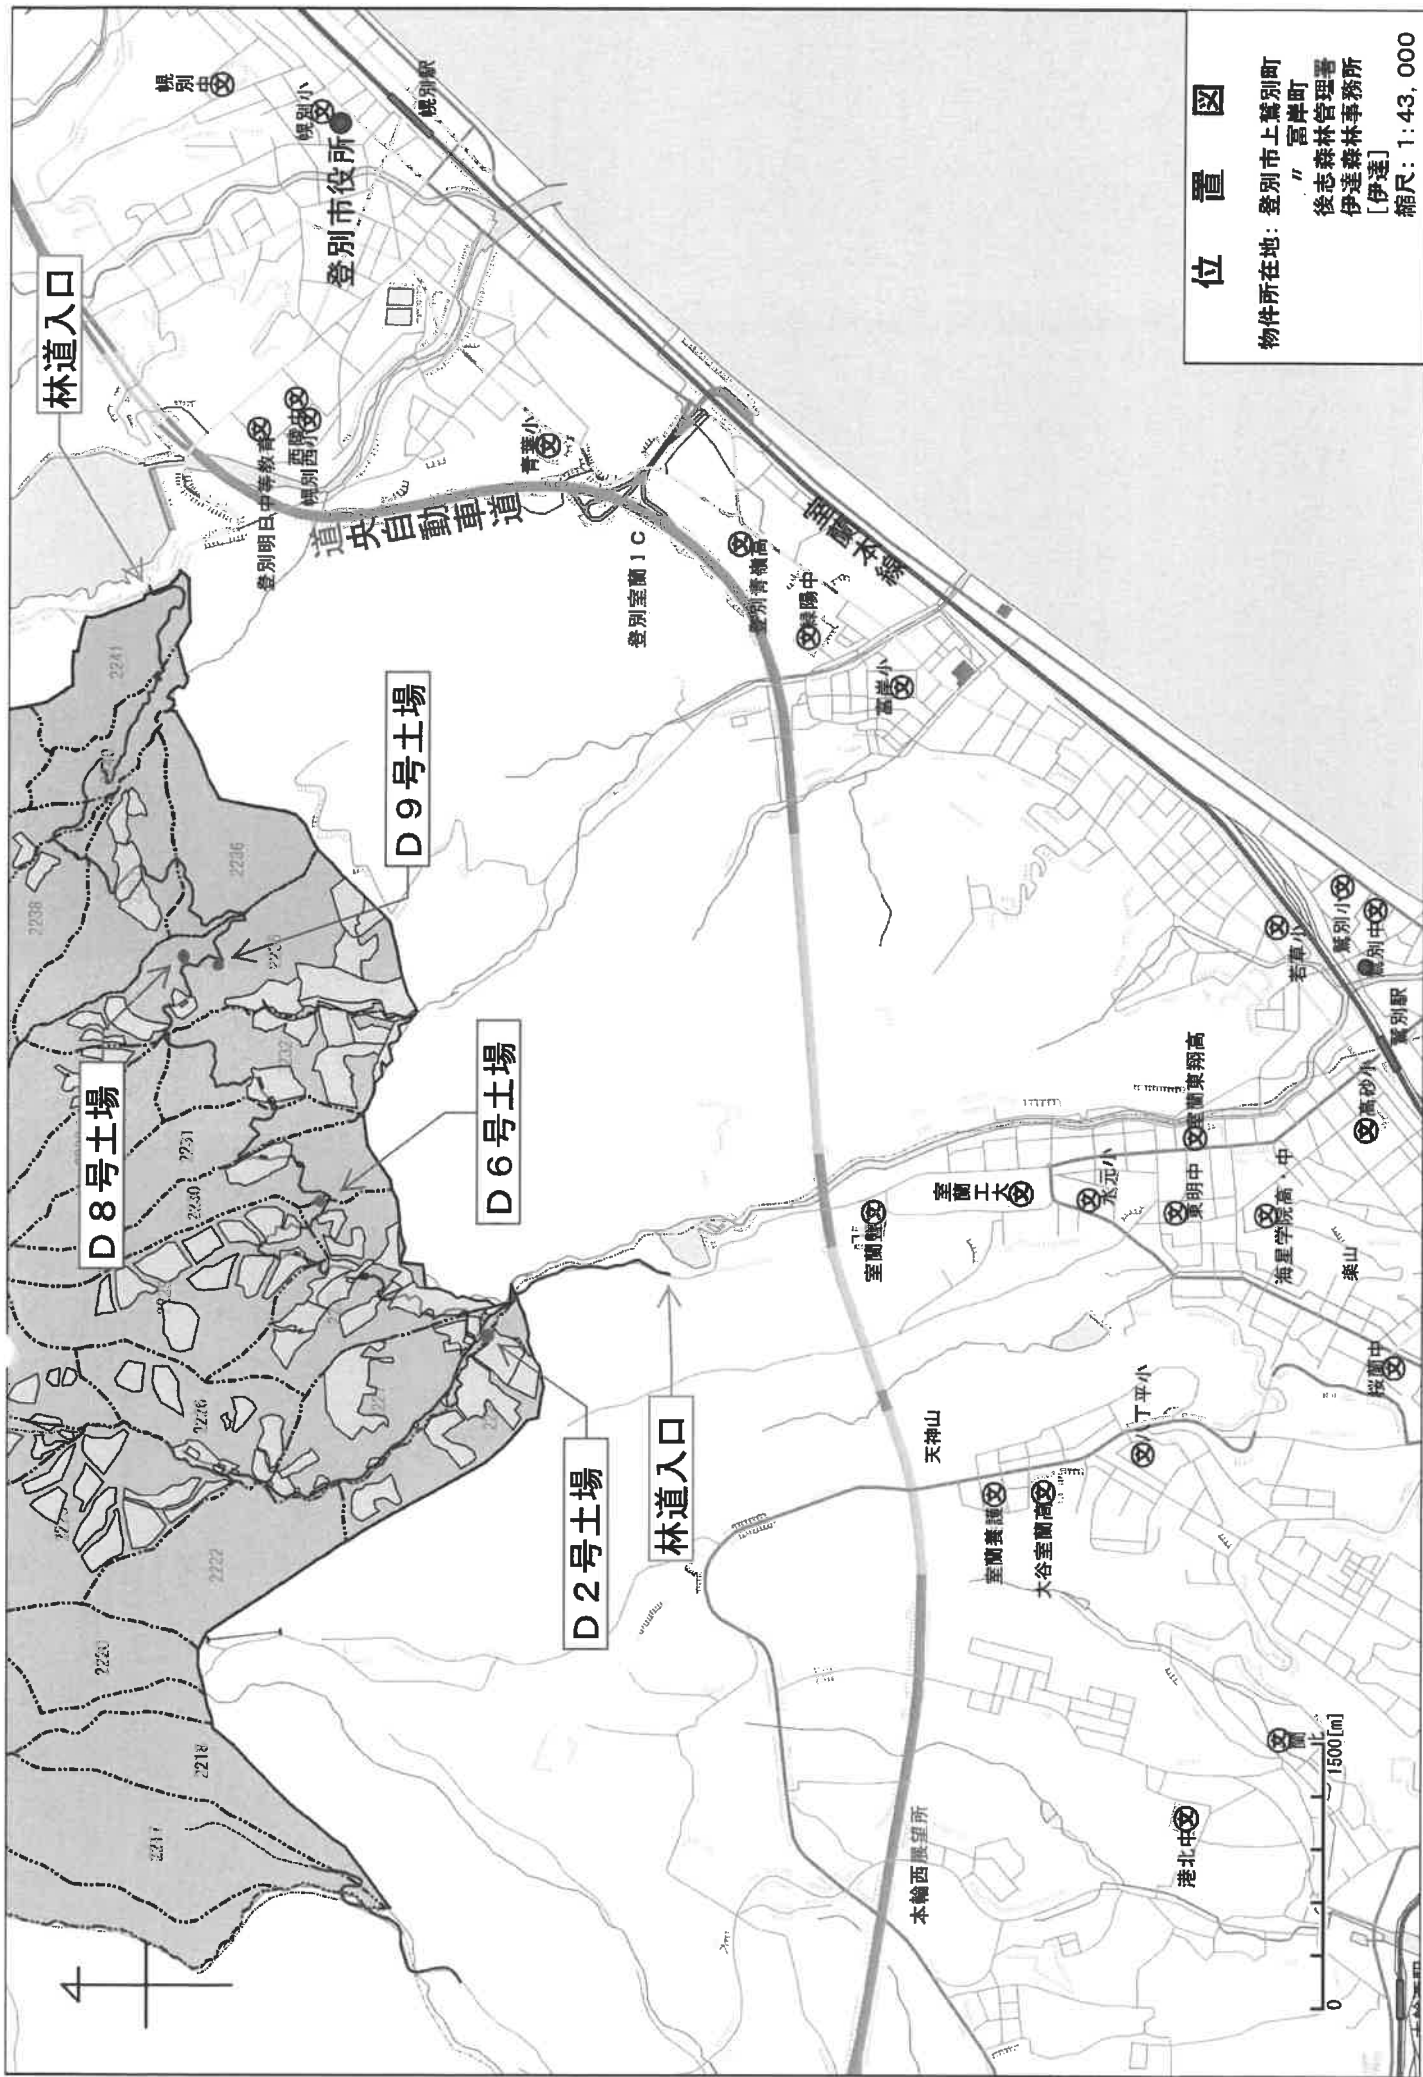 位置図
物件所在地：登別市上鷲別町
〃　富岸町
後志森林管理署
伊達森林事務所
[伊達]
縮尺：1:43,000
林道入口
幌別中
幌別小
登別市役所
幌別駅
登別明日中等教育
幌別西小
青葉小
道央自動車道
登別室蘭IC
登別青嶺高
緑陽中
富岸小
室蘭本線
2241
2238
2236
D9号土場
D8号土場
D6号土場
2231
2230
2226
2222
2220
2218
2217
D2号土場
林道入口
若草小
鷲別小
鷲別中
鷲別駅
高砂小
室蘭東翔高
室蘭工大
水元小
東明中
海星学院高・中
楽山
桜蘭中
天神山
八丁平小
室蘭養護
大谷室蘭高
本輪西展望所
港北中
蘭北
0
1500[m]
4